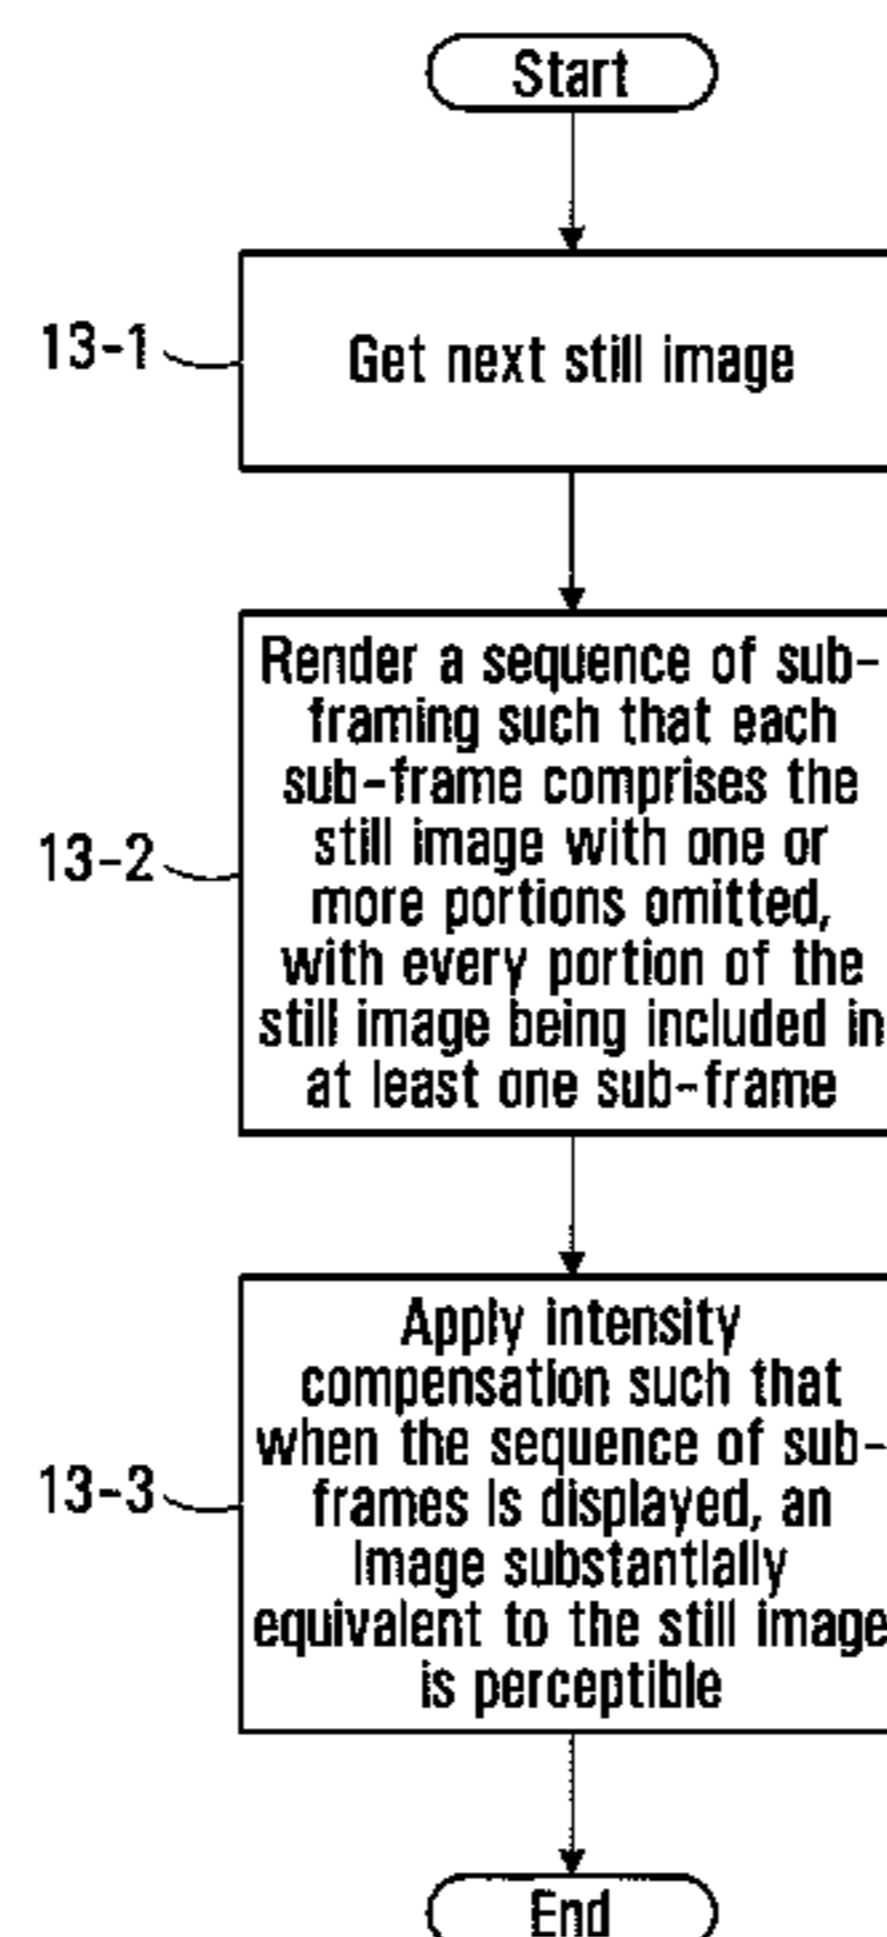 Start
13-1
Get next still image
13-2
Render a sequence of sub-
framing such that each
sub-frame comprises the
still image with one or
more portions omitted,
with every portion of the
still image being included in
at least one sub-frame
13-3
Apply intensity
compensation such that
when the sequence of sub-
frames is displayed, an
image substantially
equivalent to the still image
is perceptible
End